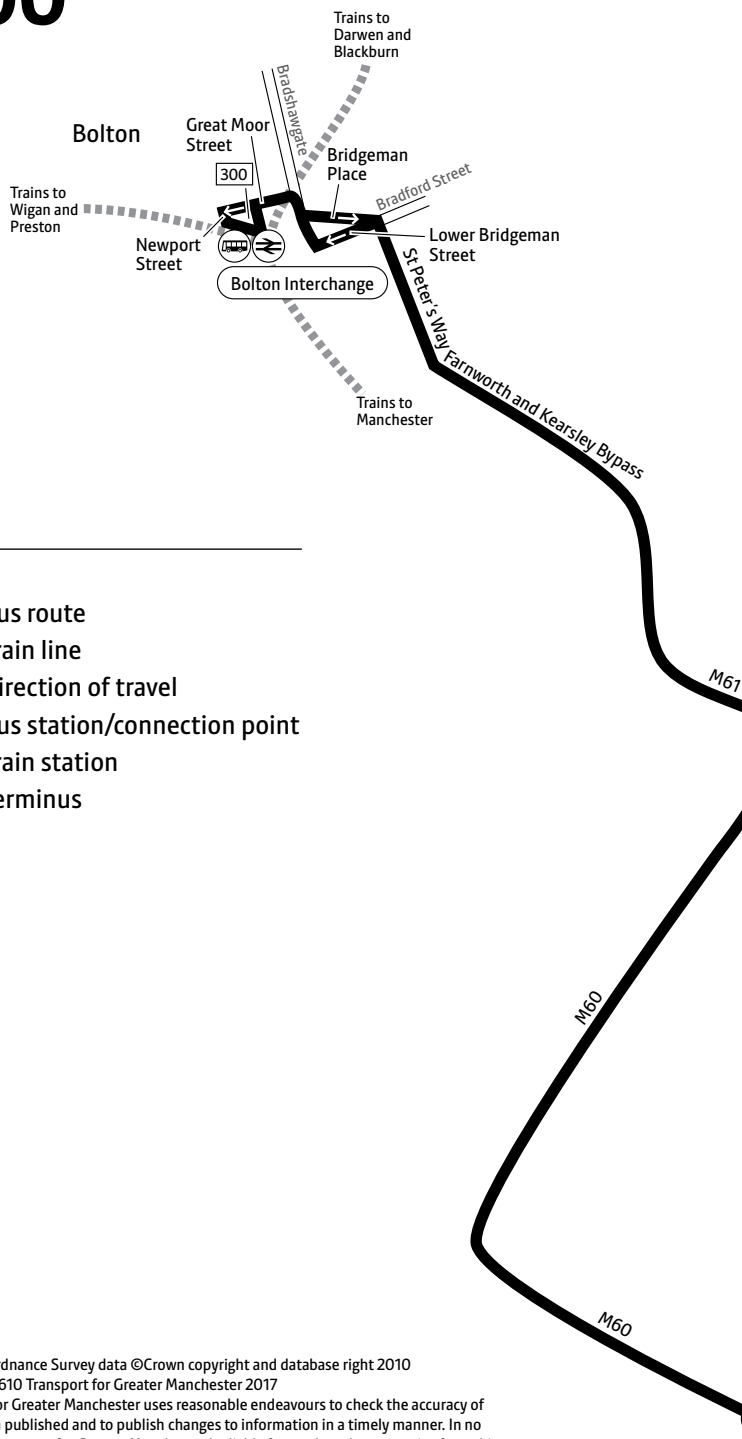 Trains to
Darwen and
Blackburn
Bradshawgate
Bolton
Great Moor
Street
300
Bridgeman
Place
Bradford Street
Trains to
Wigan and
Preston
Newport
Street
Lower Bridgeman
Street
Bolton Interchange
St Peter's Way
Farnworth and Kearsley Bypass
Trains to
Manchester
us route
rain line
irection of travel
us station/connection point
rain station
erminus
M61
M60
M60
rdnance Survey data ©Crown copyright and database right 2010
610 Transport for Greater Manchester 2017
or Greater Manchester uses reasonable endeavours to check the accuracy of
published and to publish changes to information in a timely manner. In no